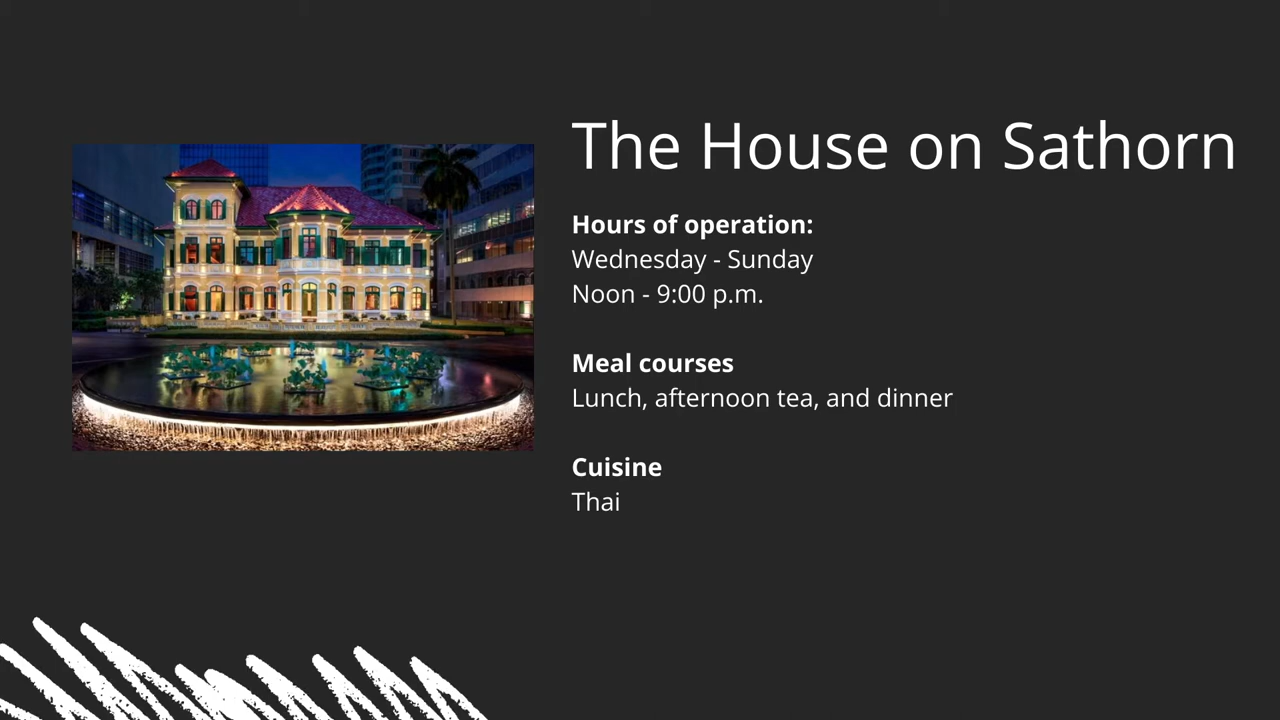 The House on Sathorn
Hours of operation:
Wednesday - Sunday
Noon - 9:00 p.m.
Meal courses
Lunch, afternoon tea, and dinner
Cuisine
Thai